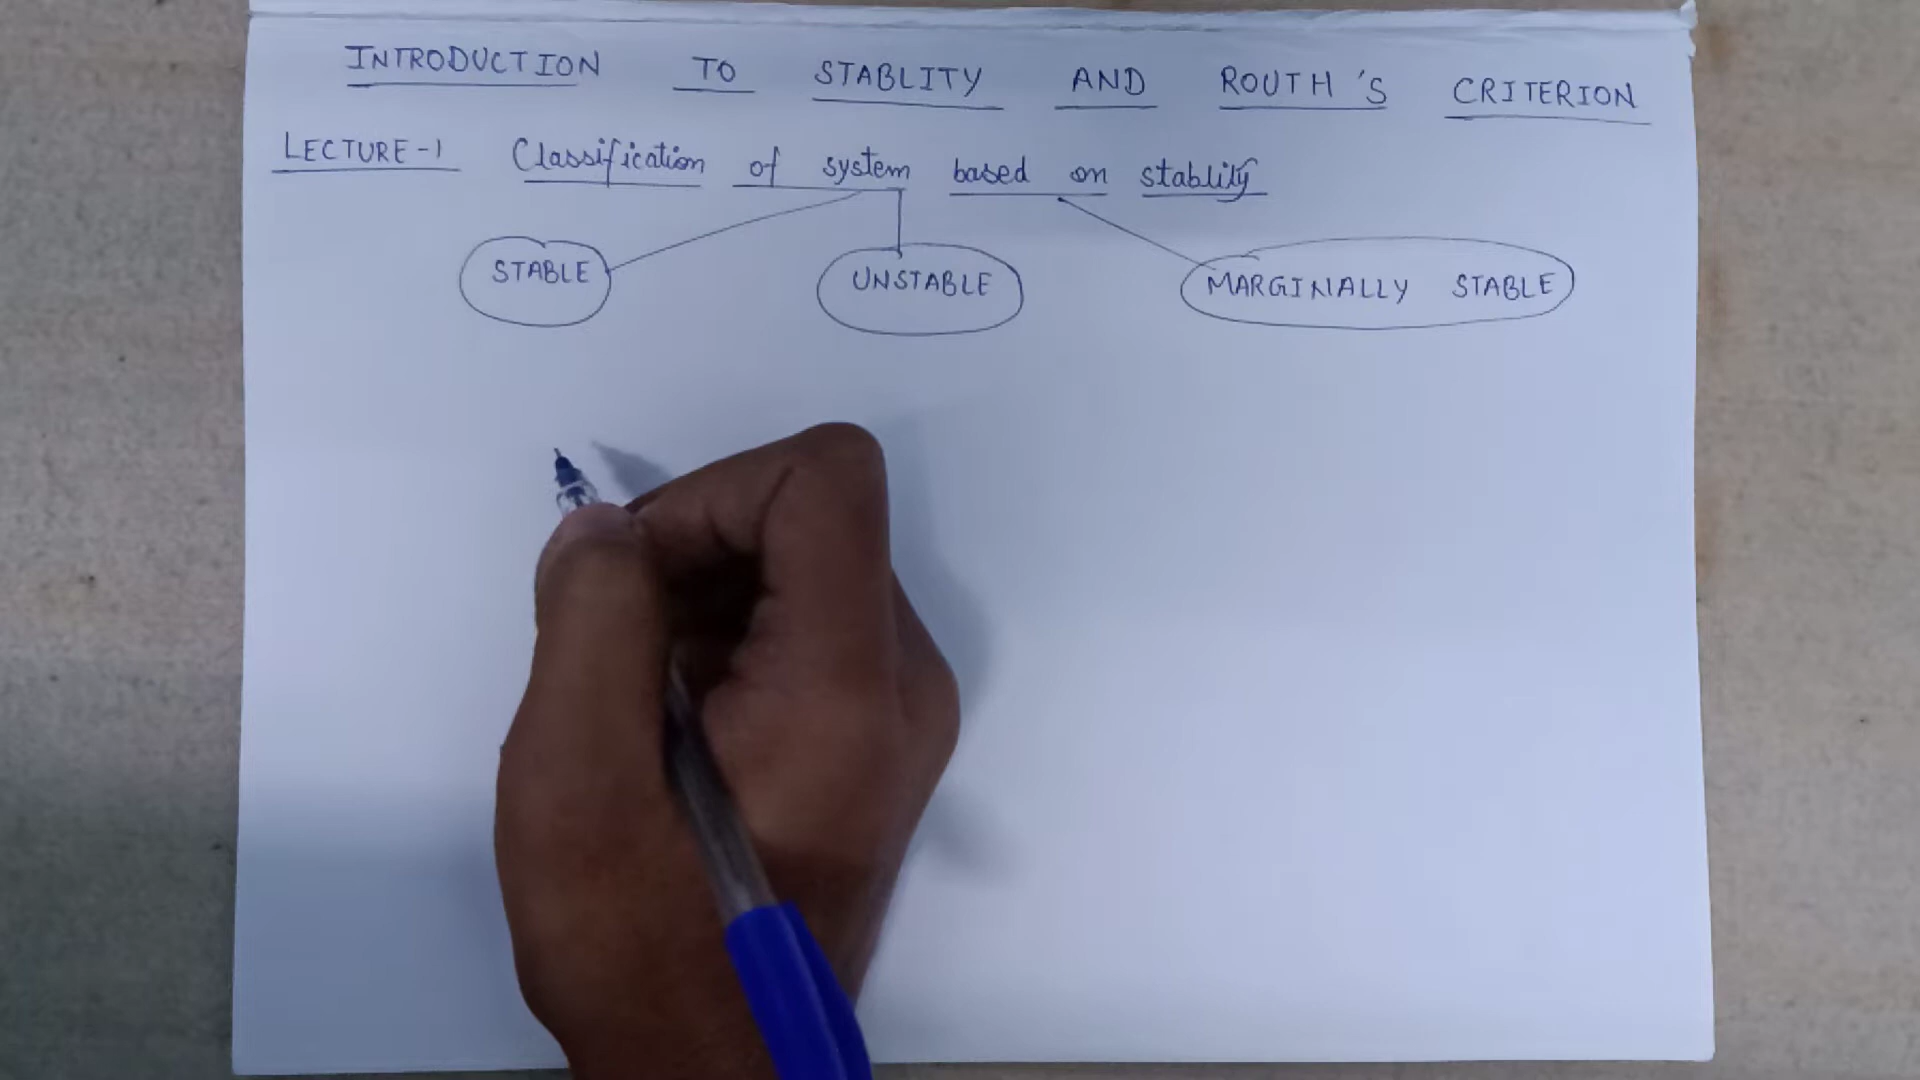 INTRODUCTION TO STABLITY AND ROUTH'S CRITERION
LECTURE-1 Classification of system based on stablity
STABLE UNSTABLE MARGINALLY STABLE